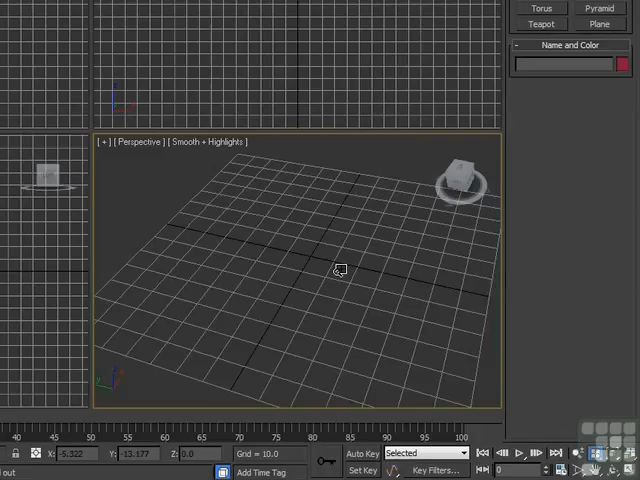 Torus Pyramid
Teapot Plane
- Name and Color
[ + ] [ Perspective ] [ Smooth + Highlights ]
40 45 50 55 60 65 70 75 80 85 90 95 100
X: -5.322 Y: -13.177 Z: 0.0 Grid = 10.0 Auto Key Selected
d out Add Time Tag Set Key Key Filters... 0